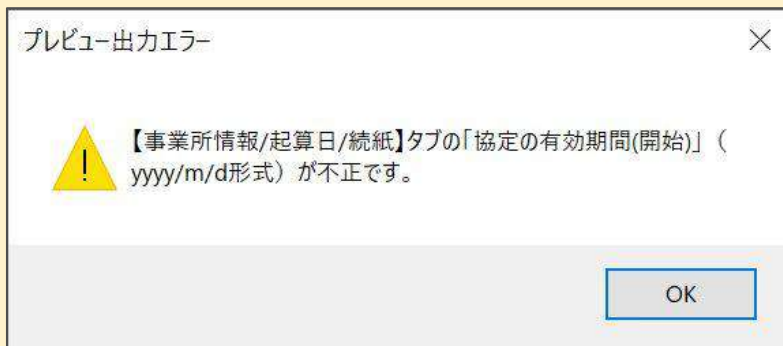 プレビュー出力エラー
【事業所情報/起算日/続紙】タブの「協定の有効期間(開始)」（
yyyy/m/d形式）が不正です。
OK